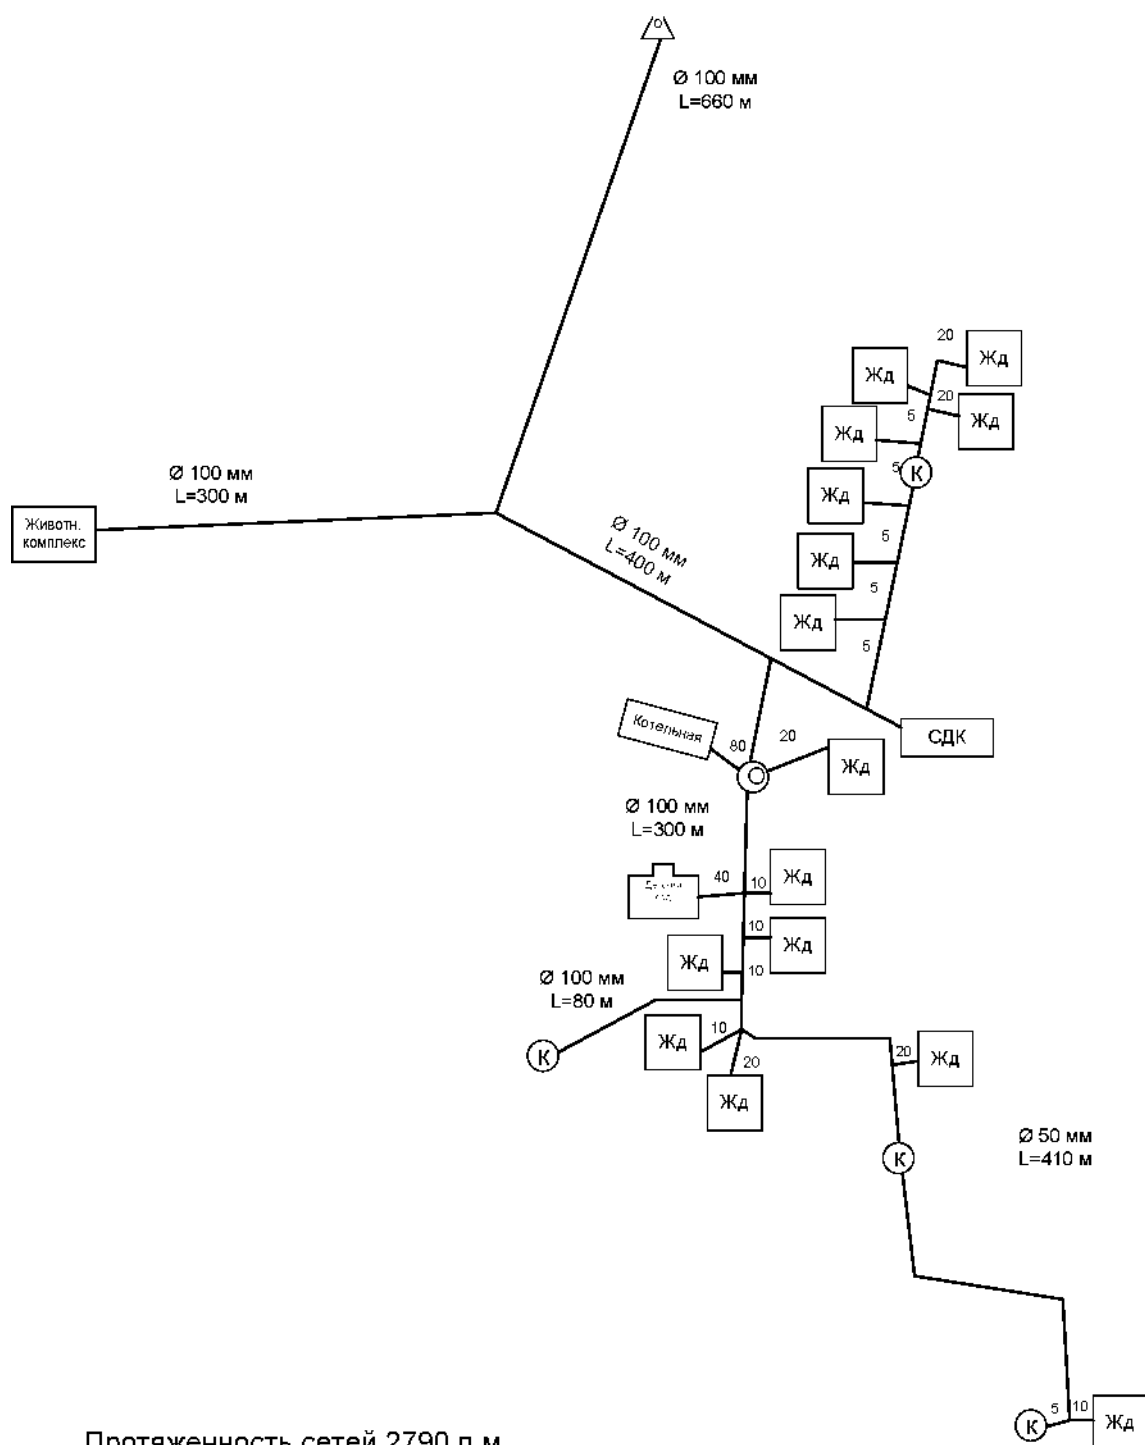 Ø 100 мм
L=660 м
20
Жд
Жд
20
Жд
5
Жд
5
К
Жд
5
Жд
5
Жд
5
Ø 100 мм
L=300 м
Животн.
комплекс
Ø 100 мм
L=400 м
Котельная
80
20
СДК
Жд
Ø 100 мм
L=300 м
40
10
Жд
10
Жд
Жд
10
Ø 100 мм
L=80 м
К
Жд
10
20
Жд
20
Жд
К
Ø 50 мм
L=410 м
К
5
10
Жд
Протяженность сетей 2790 п.м.